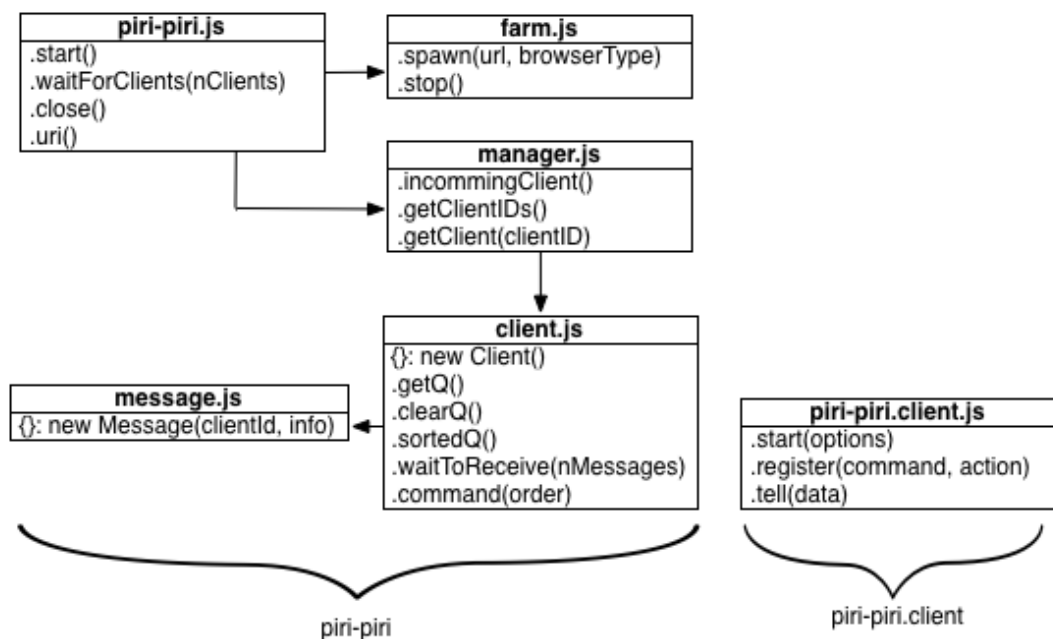 piri-piri.js
.start()
.waitForClients(nClients)
.close()
.uri()
farm.js
.spawn(url, browserType)
.stop()
manager.js
.incommingClient()
.getClientIDs()
.getClient(clientID)
client.js
{}: new Client()
.getQ()
.clearQ()
.sortedQ()
.waitToReceive(nMessages)
.command(order)
message.js
{}: new Message(clientId, info)
piri-piri.client.js
.start(options)
.register(command, action)
.tell(data)
piri-piri
piri-piri.client